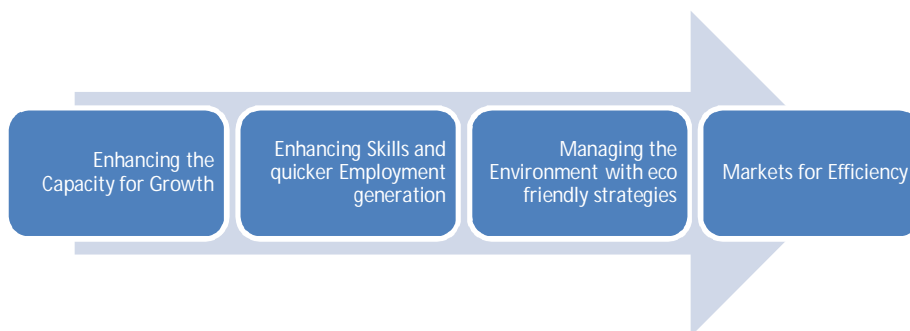 Enhancing the
Capacity for Growth
Enhancing Skills and
quicker Employment
generation
Managing the
Environment with eco
friendly strategies
Markets for Efficiency